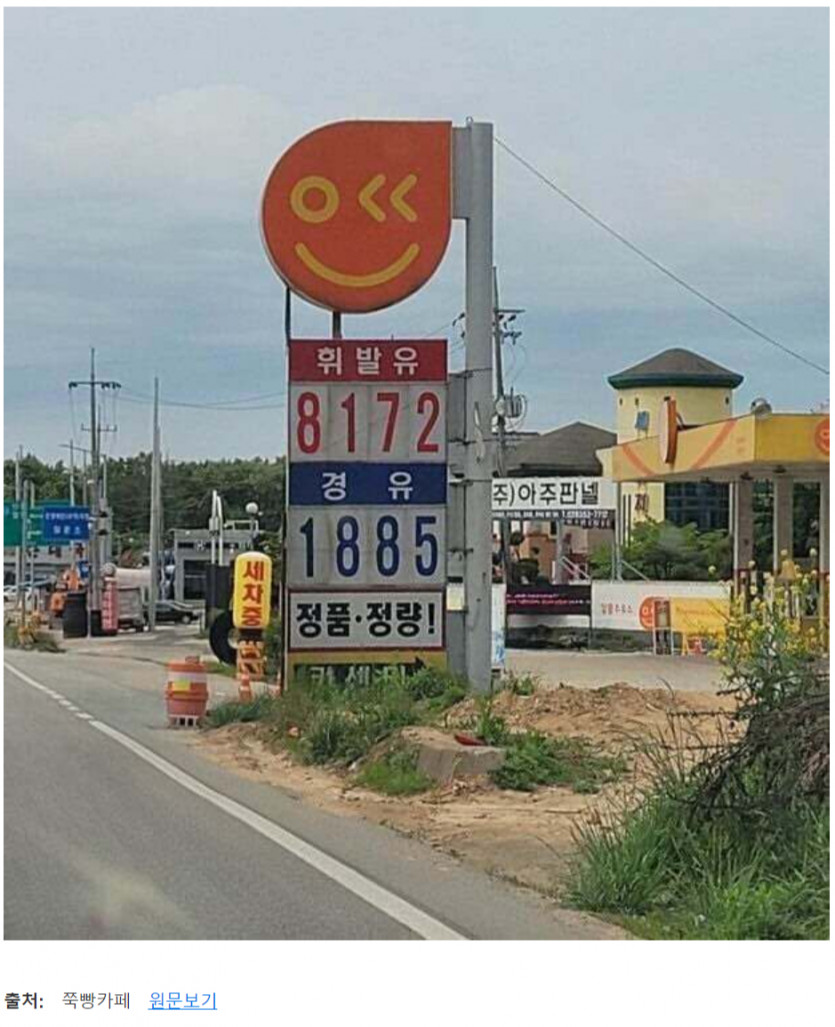 휘발유
8172
경유
1885
정품·정량!
세차중
주)아주판넬
출처: 쭉빵카페 원문보기